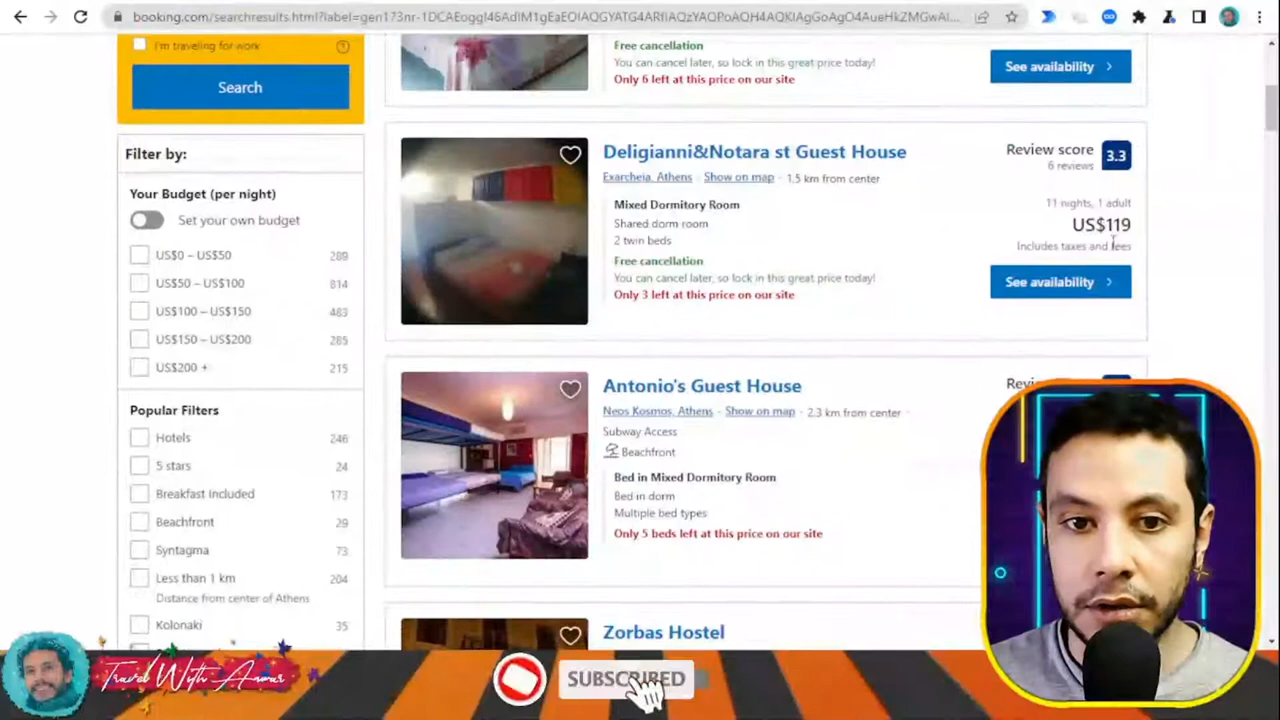 booking.com/searchresults.html?label=gen173nr-1DCAEoggI46AdIM1gEaEOIAQGYATG4ARfIAQzYAQPoAQH4AQKIAgGoAgO4AueHkZMGwAI...
I'm traveling for work
Search
Filter by:
Your Budget (per night)
Set your own budget
US$0 – US$50 289
US$50 – US$100 814
US$100 – US$150 483
US$150 – US$200 285
US$200 + 215
Popular Filters
Hotels 246
5 stars 24
Breakfast Included 173
Beachfront 29
Syntagma 73
Less than 1 km 204
Distance from center of Athens
Kolonaki 35
Free cancellation
You can cancel later, so lock in this great price today!
Only 6 left at this price on our site
See availability
Deligianni&Notara st Guest House
Exarcheia, Athens · Show on map · 1.5 km from center
Mixed Dormitory Room
Shared dorm room
2 twin beds
Free cancellation
You can cancel later, so lock in this great price today!
Only 3 left at this price on our site
Review score 3.3
6 reviews
11 nights, 1 adult
US$119
Includes taxes and fees
See availability
Antonio's Guest House
Neos Kosmos, Athens · Show on map · 2.3 km from center
Subway Access
Beachfront
Bed in Mixed Dormitory Room
Bed in dorm
Multiple bed types
Only 5 beds left at this price on our site
Zorbas Hostel
Travel With Anwar
SUBSCRIBED